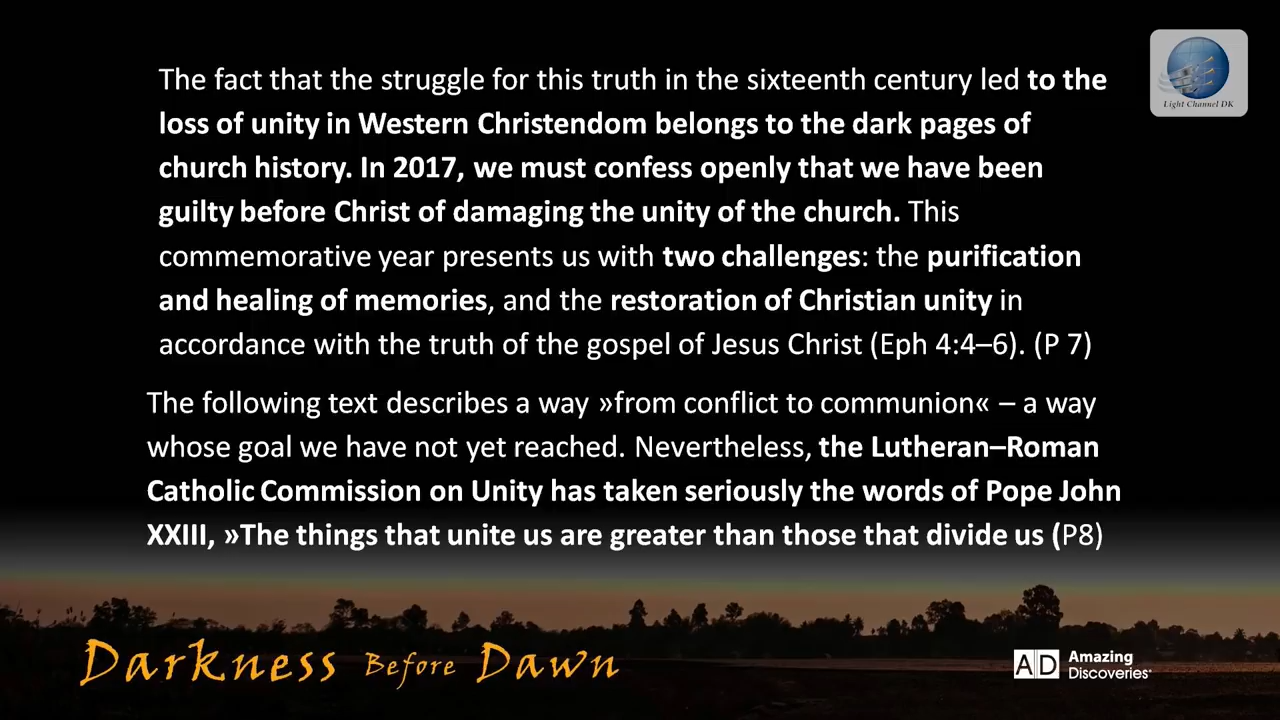 Light Channel DK
The fact that the struggle for this truth in the sixteenth century led to the
loss of unity in Western Christendom belongs to the dark pages of
church history. In 2017, we must confess openly that we have been
guilty before Christ of damaging the unity of the church. This
commemorative year presents us with two challenges: the purification
and healing of memories, and the restoration of Christian unity in
accordance with the truth of the gospel of Jesus Christ (Eph 4:4–6). (P 7)
The following text describes a way »from conflict to communion« – a way
whose goal we have not yet reached. Nevertheless, the Lutheran–Roman
Catholic Commission on Unity has taken seriously the words of Pope John
XXIII, »The things that unite us are greater than those that divide us (P8)
Darkness Before Dawn
AD Amazing
Discoveries